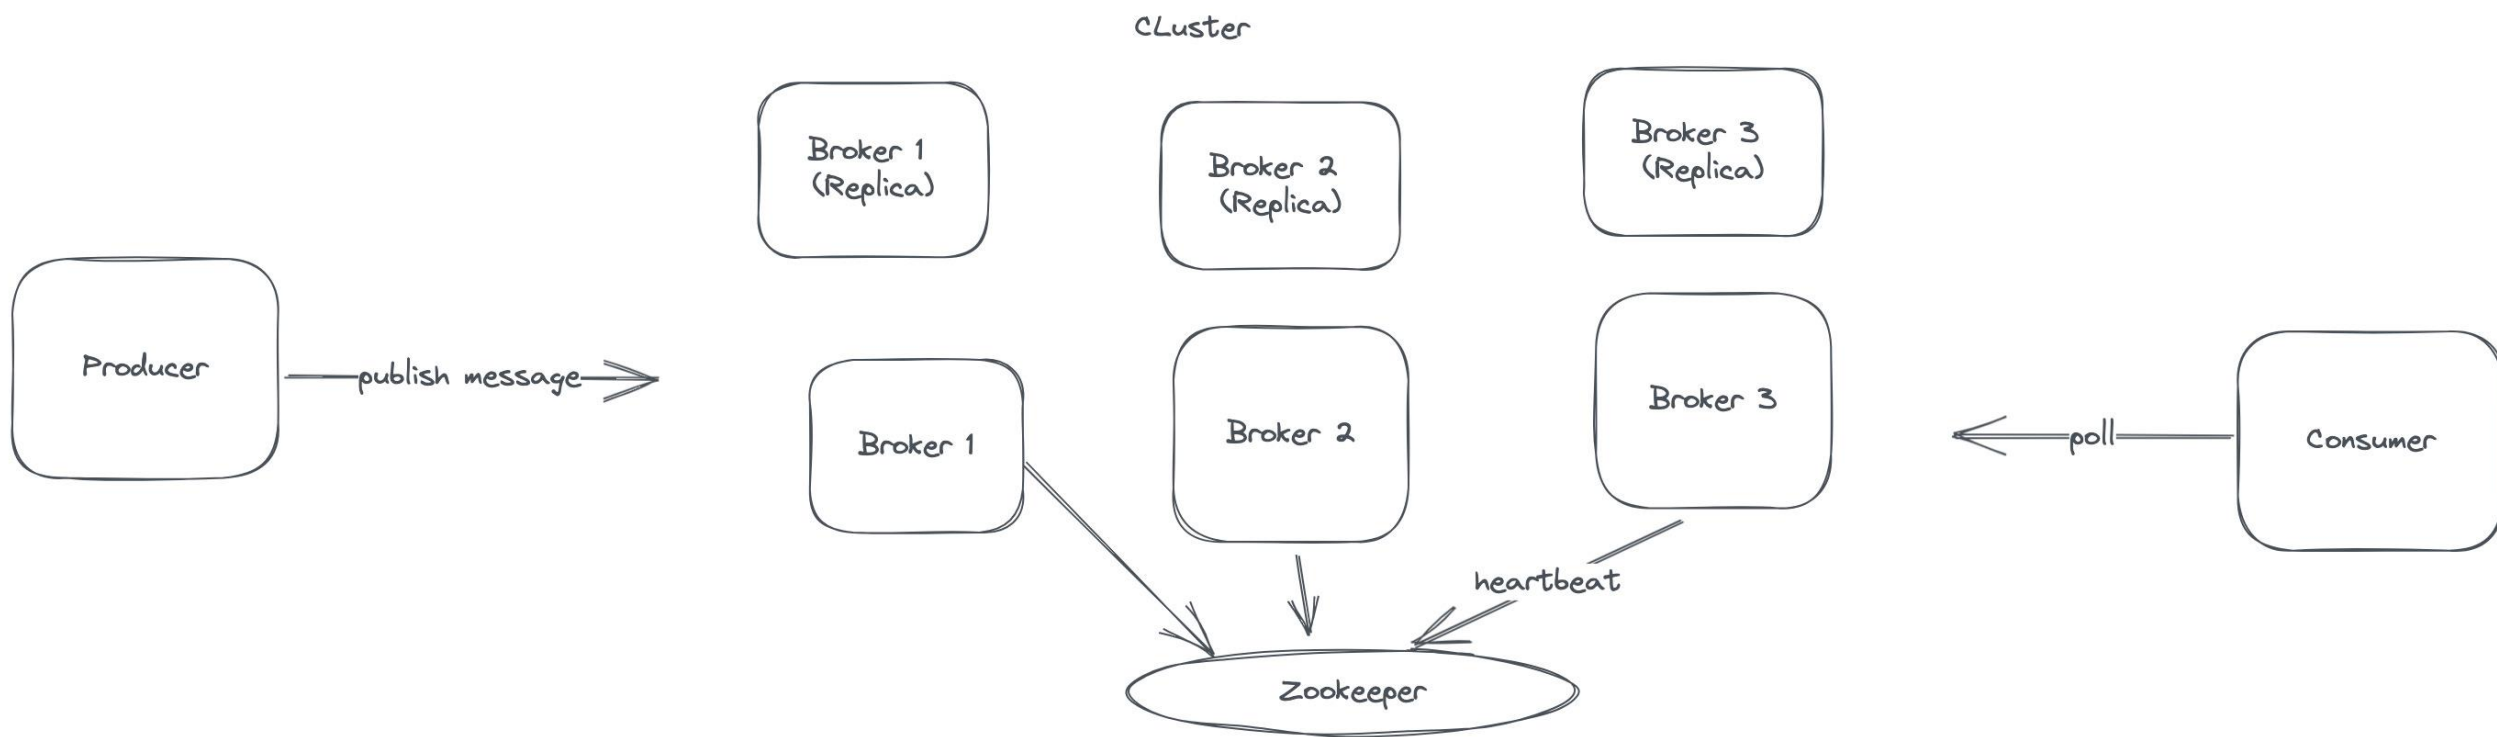 CLuster
Broker 1
(Replica)
Broker 2
(Replica)
Broker 3
(Replica)
Producer
publish message
Broker 1
Broker 2
Broker 3
poll
Consumer
heartbeat
Zookeeper